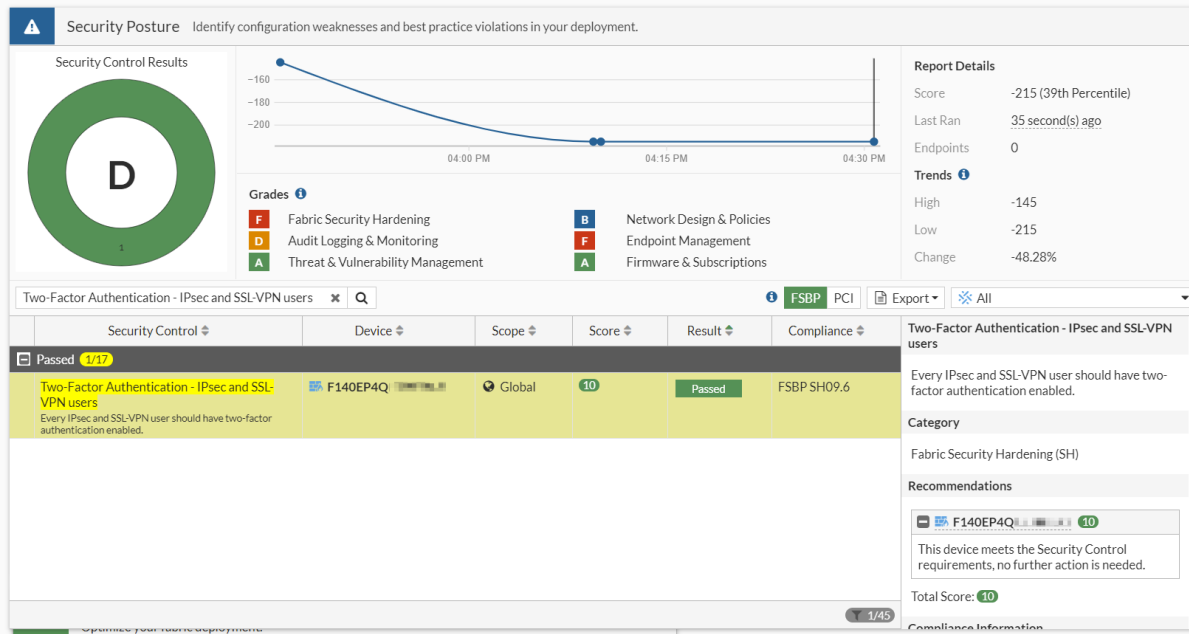 Security Posture Identify configuration weaknesses and best practice violations in your deployment.
Security Control Results
D
1
−160
−180
−200
04:00 PM 04:15 PM 04:30 PM
Grades
F Fabric Security Hardening
D Audit Logging & Monitoring
A Threat & Vulnerability Management
B Network Design & Policies
F Endpoint Management
A Firmware & Subscriptions
Report Details
Score -215 (39th Percentile)
Last Ran 35 second(s) ago
Endpoints 0
Trends
High -145
Low -215
Change -48.28%
Two-Factor Authentication - IPsec and SSL-VPN users
FSBP PCI Export All
Security Control Device Scope Score Result Compliance
Passed 1/17
Two-Factor Authentication - IPsec and SSL-
VPN users
Every IPsec and SSL-VPN user should have two-factor
authentication enabled.
F140EP4Q
Global
10
Passed
FSBP SH09.6
1/45
Two-Factor Authentication - IPsec and SSL-VPN
users
Every IPsec and SSL-VPN user should have two-
factor authentication enabled.
Category
Fabric Security Hardening (SH)
Recommendations
F140EP4Q 10
This device meets the Security Control
requirements, no further action is needed.
Total Score: 10
Compliance Information
Optimize your fabric deployment.